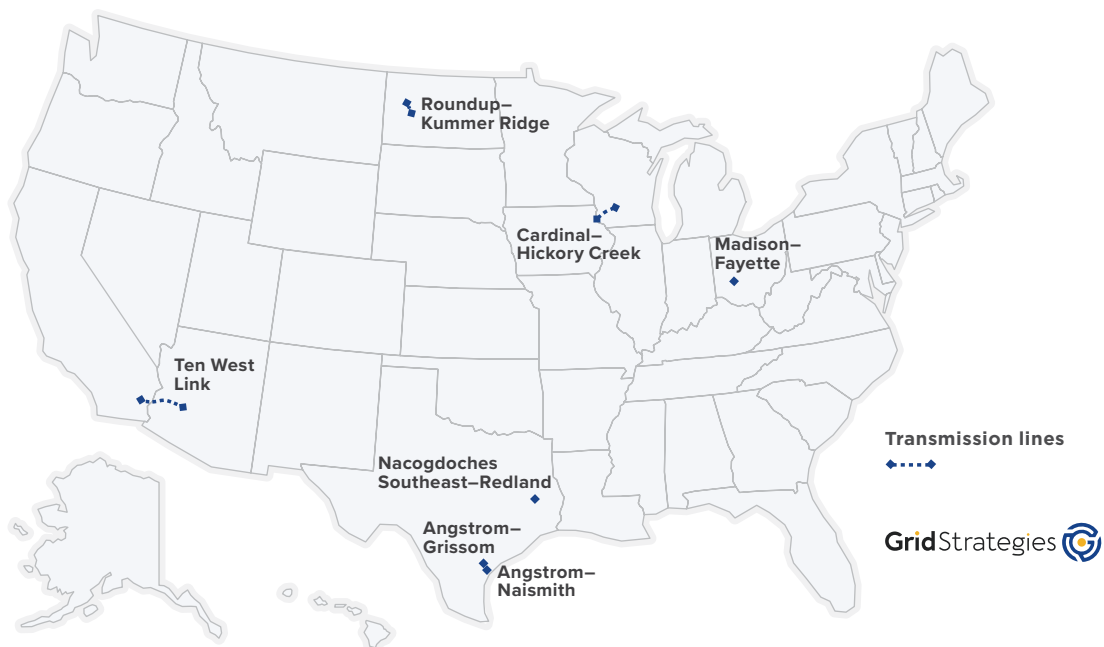 Roundup–
Kummer Ridge
Cardinal–
Hickory Creek
Madison–
Fayette
Ten West
Link
Nacogdoches
Southeast–Redland
Angstrom–
Grissom
Angstrom–
Naismith
Transmission lines
GridStrategies